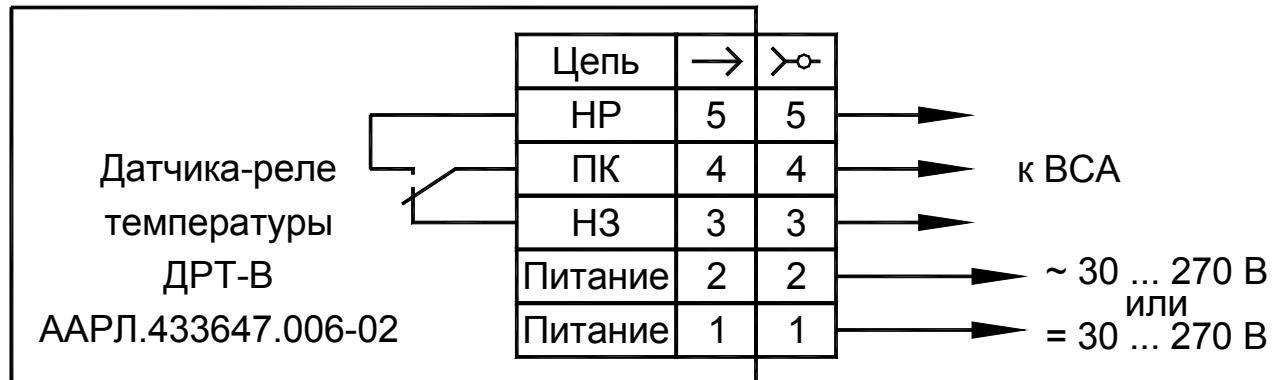 Цепь
НР 5 5
ПК 4 4
НЗ 3 3
Питание 2 2
Питание 1 1
Датчика-реле
температуры
ДРТ-В
ААРЛ.433647.006-02
к ВСА
~ 30 ... 270 В
или
= 30 ... 270 В